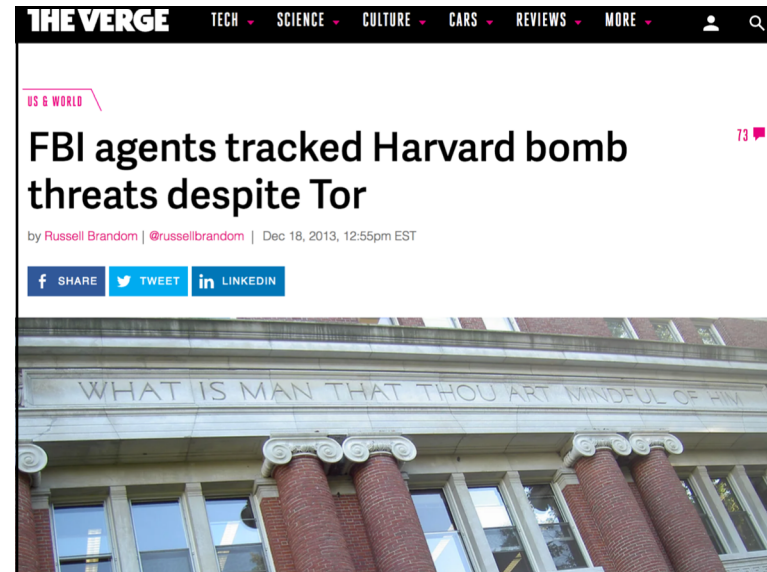 THE VERGE TECH SCIENCE CULTURE CARS REVIEWS MORE
US & WORLD
FBI agents tracked Harvard bomb
threats despite Tor
73
by Russell Brandom | @russellbrandom | Dec 18, 2013, 12:55pm EST
f SHARE TWEET in LINKEDIN
WHAT IS MAN THAT THOU ART MINDFUL OF HIM